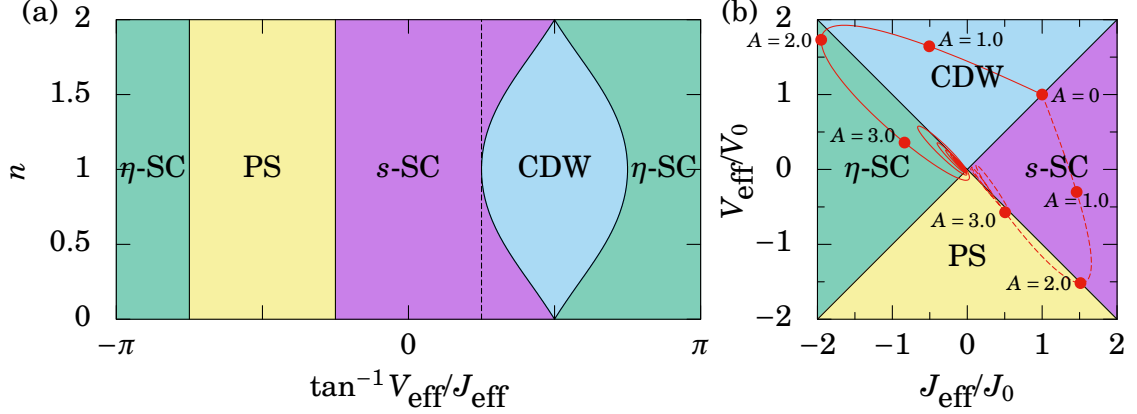 (a)
2
1.5
1
0.5
0
n
η-SC
PS
s-SC
CDW
η-SC
−π
0
π
tan⁻¹ V_eff/J_eff
(b)
2
1
0
−1
−2
V_eff/V_0
A = 2.0
A = 1.0
CDW
A = 0
A = 3.0
η-SC
s-SC
A = 1.0
A = 3.0
PS
A = 2.0
−2
−1
0
1
2
J_eff/J_0